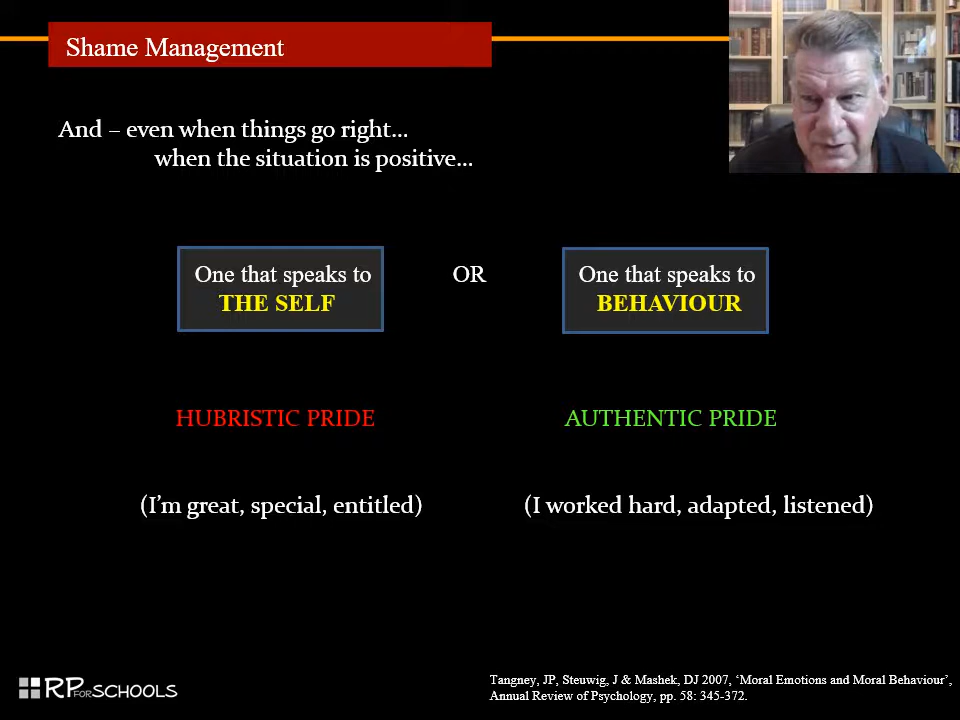 Shame Management
And – even when things go right...
when the situation is positive...
One that speaks to
THE SELF
OR
One that speaks to
BEHAVIOUR
HUBRISTIC PRIDE
AUTHENTIC PRIDE
(I'm great, special, entitled)
(I worked hard, adapted, listened)
RP FOR SCHOOLS
Tangney, JP, Steuwig, J & Mashek, DJ 2007, ‘Moral Emotions and Moral Behaviour’,
Annual Review of Psychology, pp. 58: 345-372.